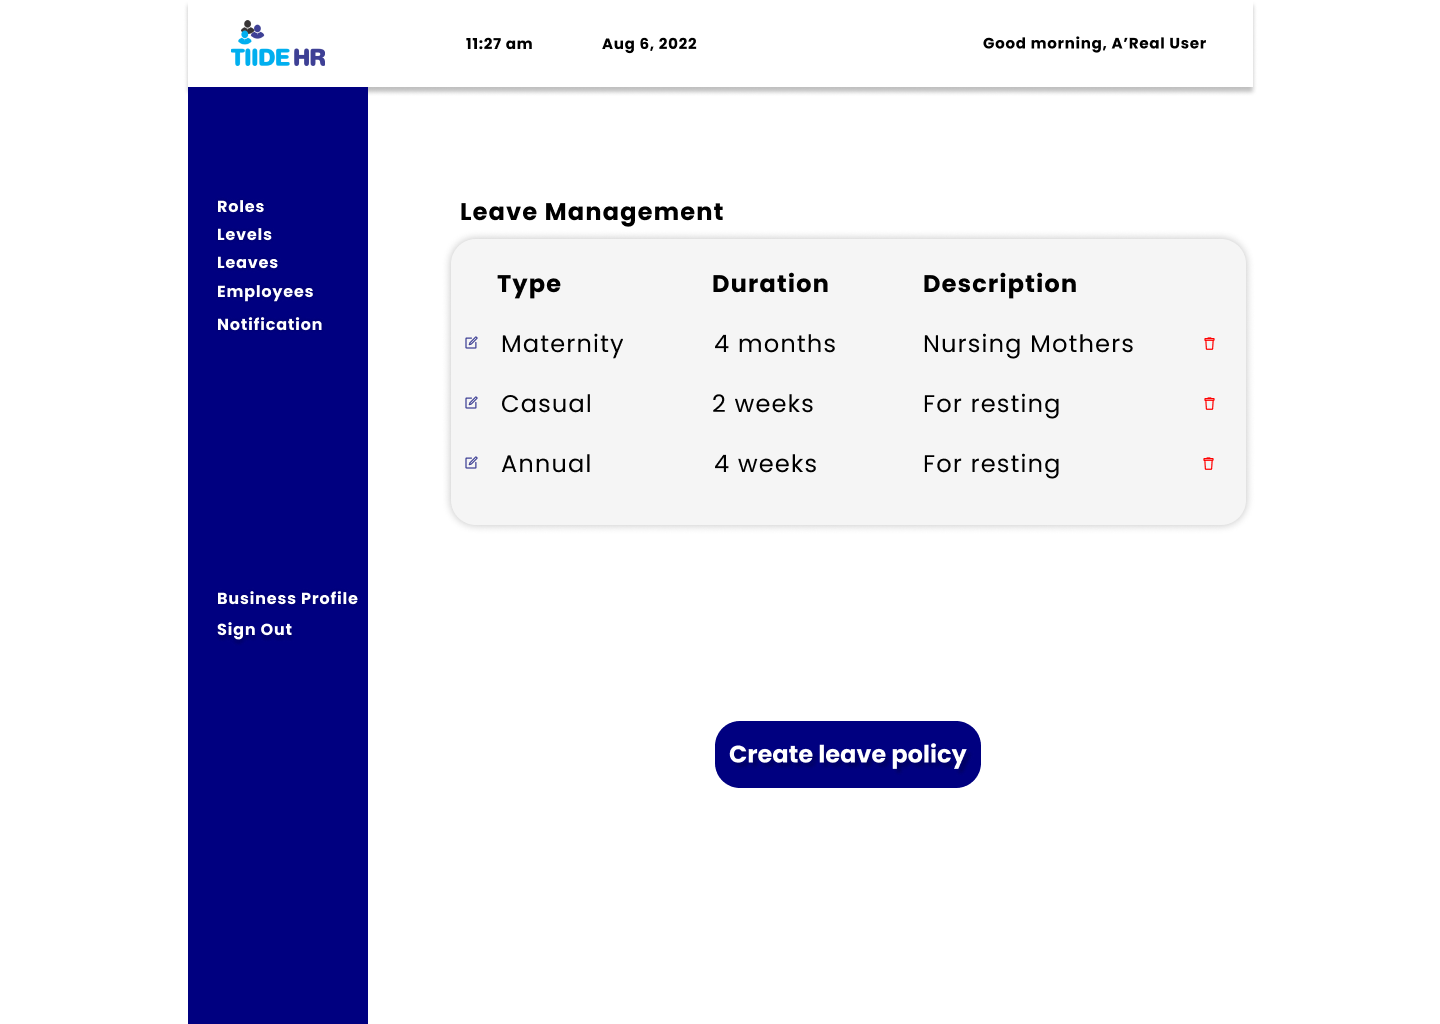 TIIDE HR
11:27 am
Aug 6, 2022
Good morning, A’Real User
Roles
Levels
Leaves
Employees
Notification
Business Profile
Sign Out
Leave Management
Type Duration Description
Maternity 4 months Nursing Mothers
Casual 2 weeks For resting
Annual 4 weeks For resting
Create leave policy